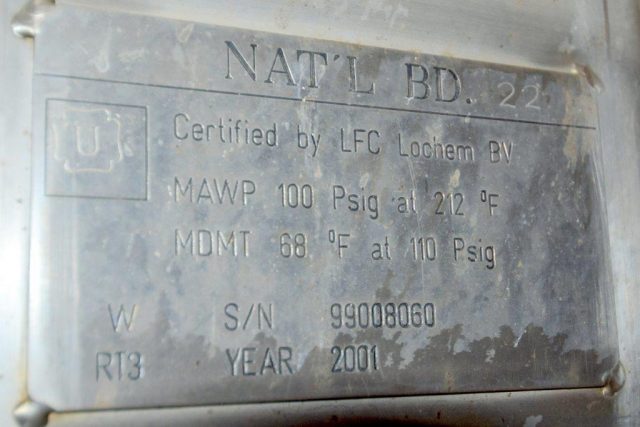 NAT'L BD. 22
U
Certified by LFC Lochem BV
MAWP 100 Psig at 212 °F
MDMT 68 °F at 110 Psig
W S/N 99008060
RT3 YEAR 2001